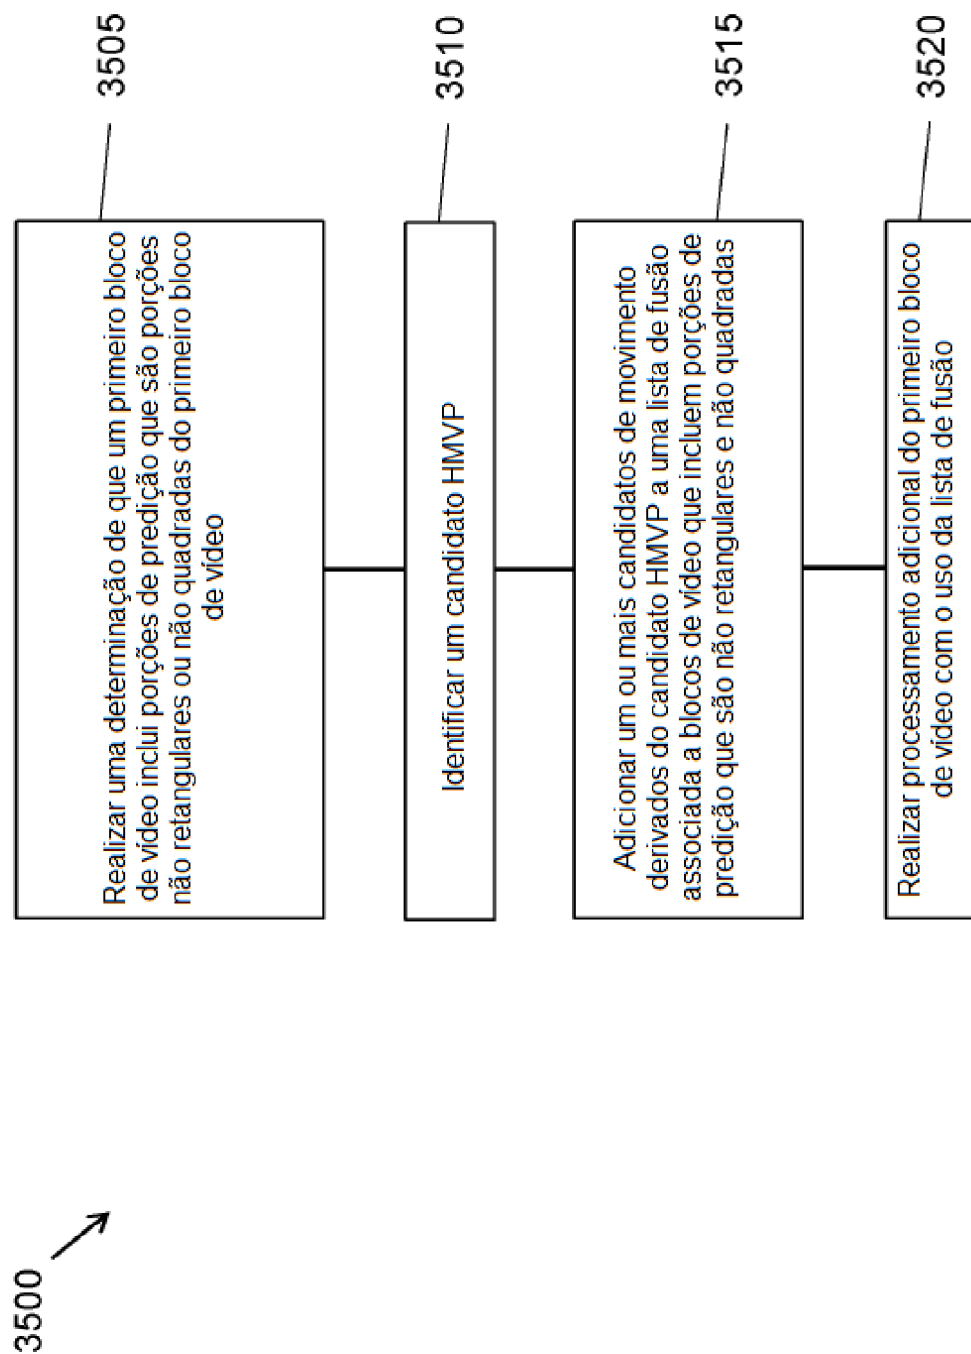 3500
Realizar uma determinação de que um primeiro bloco
de vídeo inclui porções de predição que são porções
não retangulares ou não quadradas do primeiro bloco
de vídeo
3505
Identificar um candidato HMVP
3510
Adicionar um ou mais candidatos de movimento
derivados do candidato HMVP a uma lista de fusão
associada a blocos de vídeo que incluem porções de
predição que são não retangulares e não quadradas
3515
Realizar processamento adicional do primeiro bloco
de vídeo com o uso da lista de fusão
3520